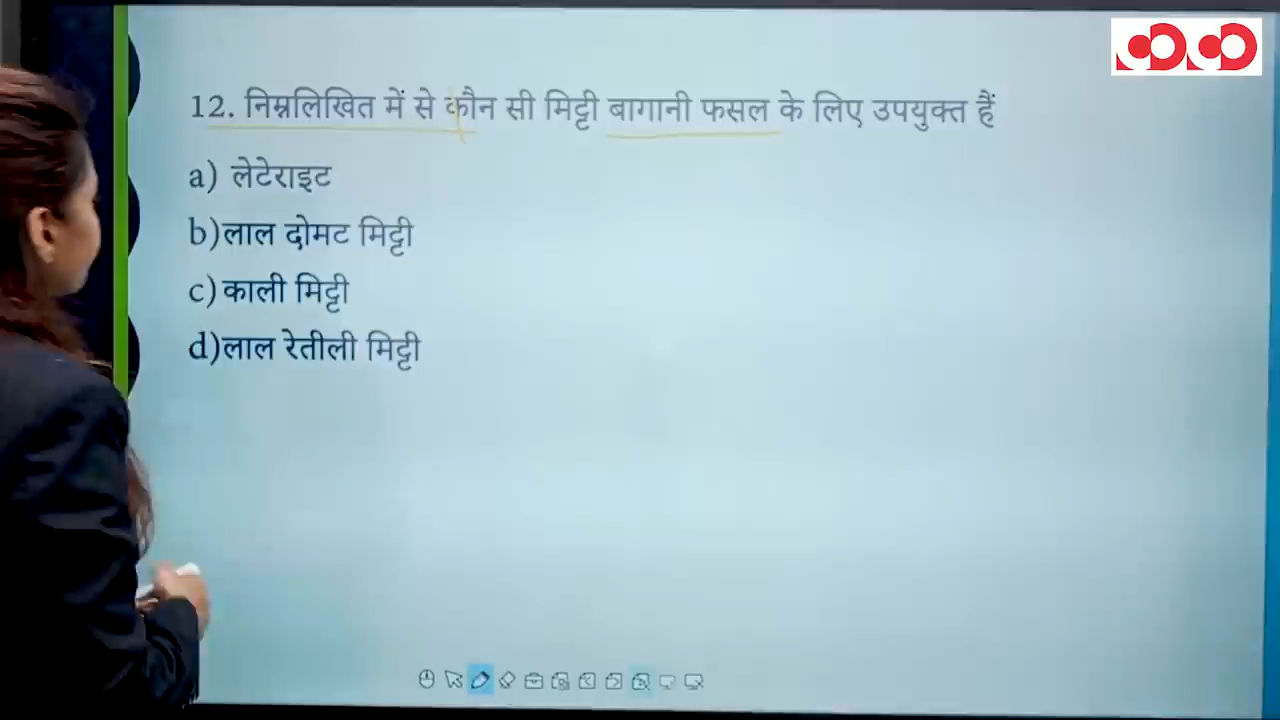 12. निम्नलिखित में से कौन सी मिट्टी बागानी फसल के लिए उपयुक्त हैं
a) लेटेराइट
b)लाल दोमट मिट्टी
c)काली मिट्टी
d)लाल रेतीली मिट्टी